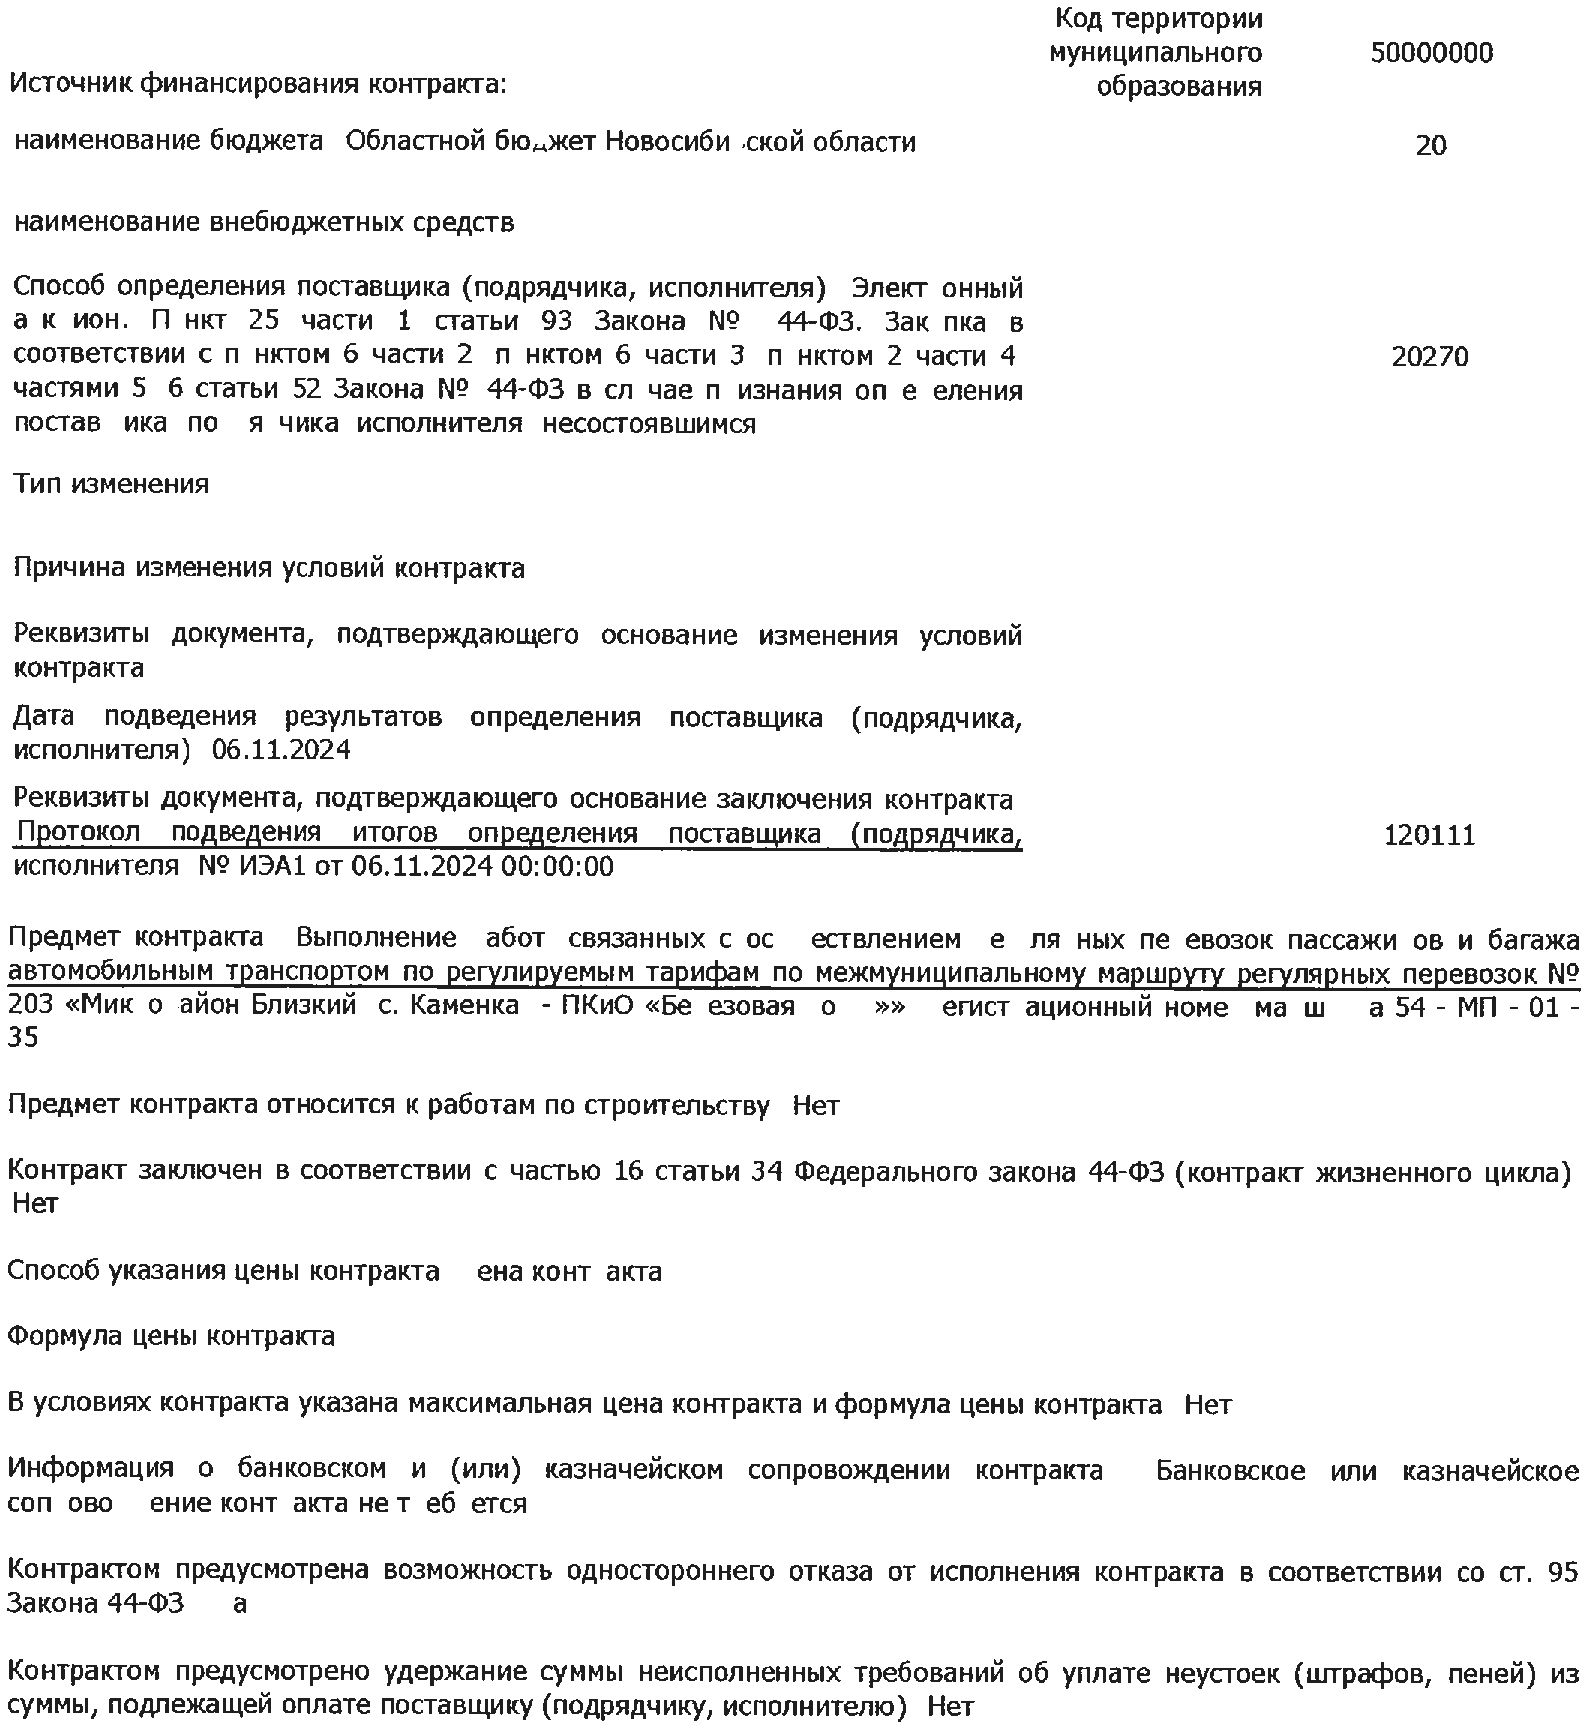 Код территории
муниципального 50000000
образования
Источник финансирования контракта:
наименование бюджета Областной бюджет Новосиби ской области 20
наименование внебюджетных средств
Способ определения поставщика (подрядчика, исполнителя) Элект онный
а к ион. П нкт 25 части 1 статьи 93 Закона № 44-ФЗ. Зак пка в
соответствии с п нктом 6 части 2 п нктом 6 части 3 п нктом 2 части 4 20270
частями 5 6 статьи 52 Закона № 44-ФЗ в сл чае п изнания оп е еления
постав ика по я чика исполнителя несостоявшимся
Тип изменения
Причина изменения условий контракта
Реквизиты документа, подтверждающего основание изменения условий
контракта
Дата подведения результатов определения поставщика (подрядчика,
исполнителя) 06.11.2024
Реквизиты документа, подтверждающего основание заключения контракта
Протокол подведения итогов определения поставщика (подрядчика, 120111
исполнителя № ИЭА1 от 06.11.2024 00:00:00
Предмет контракта Выполнение абот связанных с ос ествлением е ля ных пе евозок пассажи ов и багажа
автомобильным транспортом по регулируемым тарифам по межмуниципальному маршруту регулярных перевозок №
203 «Мик о айон Близкий с. Каменка - ПКиО «Бе езовая о »» егист ационный номе ма ш а 54 - МП - 01 -
35
Предмет контракта относится к работам по строительству Нет
Контракт заключен в соответствии с частью 16 статьи 34 Федерального закона 44-ФЗ (контракт жизненного цикла)
Нет
Способ указания цены контракта ена конт акта
Формула цены контракта
В условиях контракта указана максимальная цена контракта и формула цены контракта Нет
Информация о банковском и (или) казначейском сопровождении контракта Банковское или казначейское
соп ово ение конт акта не т еб ется
Контрактом предусмотрена возможность одностороннего отказа от исполнения контракта в соответствии со ст. 95
Закона 44-ФЗ а
Контрактом предусмотрено удержание суммы неисполненных требований об уплате неустоек (штрафов, пеней) из
суммы, подлежащей оплате поставщику (подрядчику, исполнителю) Нет